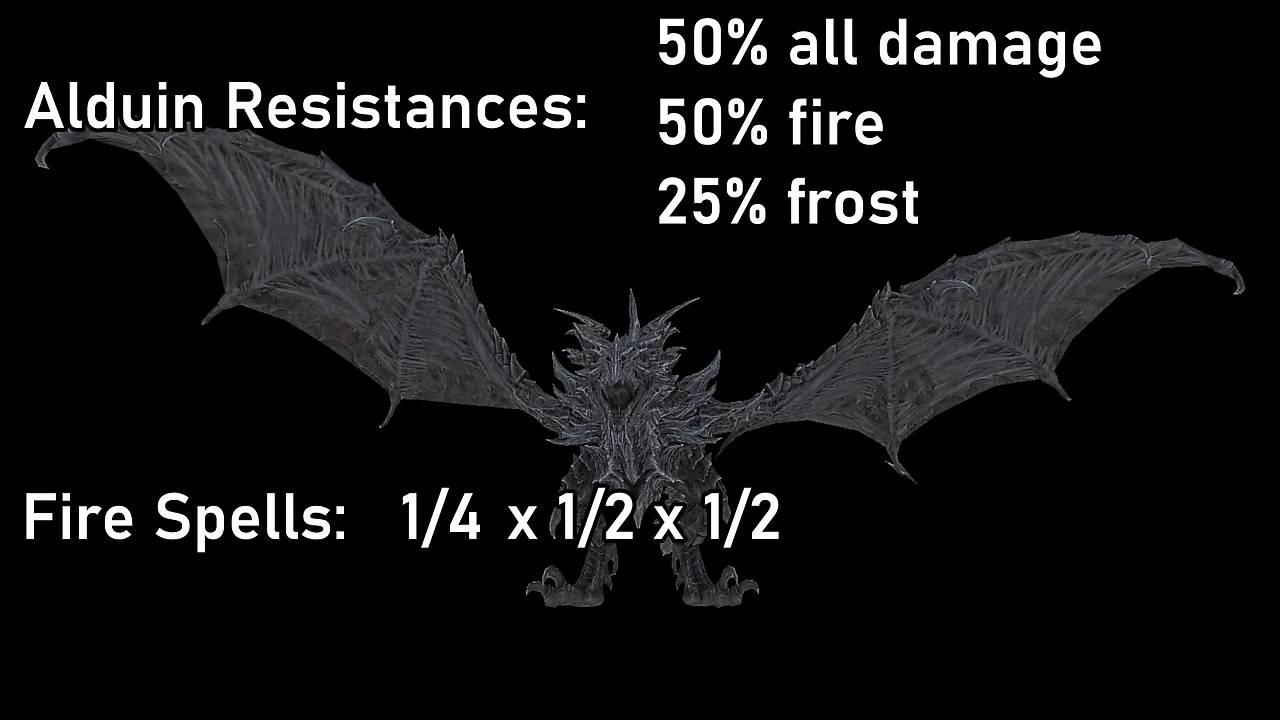 Alduin Resistances:
50% all damage
50% fire
25% frost
Fire Spells: 1/4 x 1/2 x 1/2